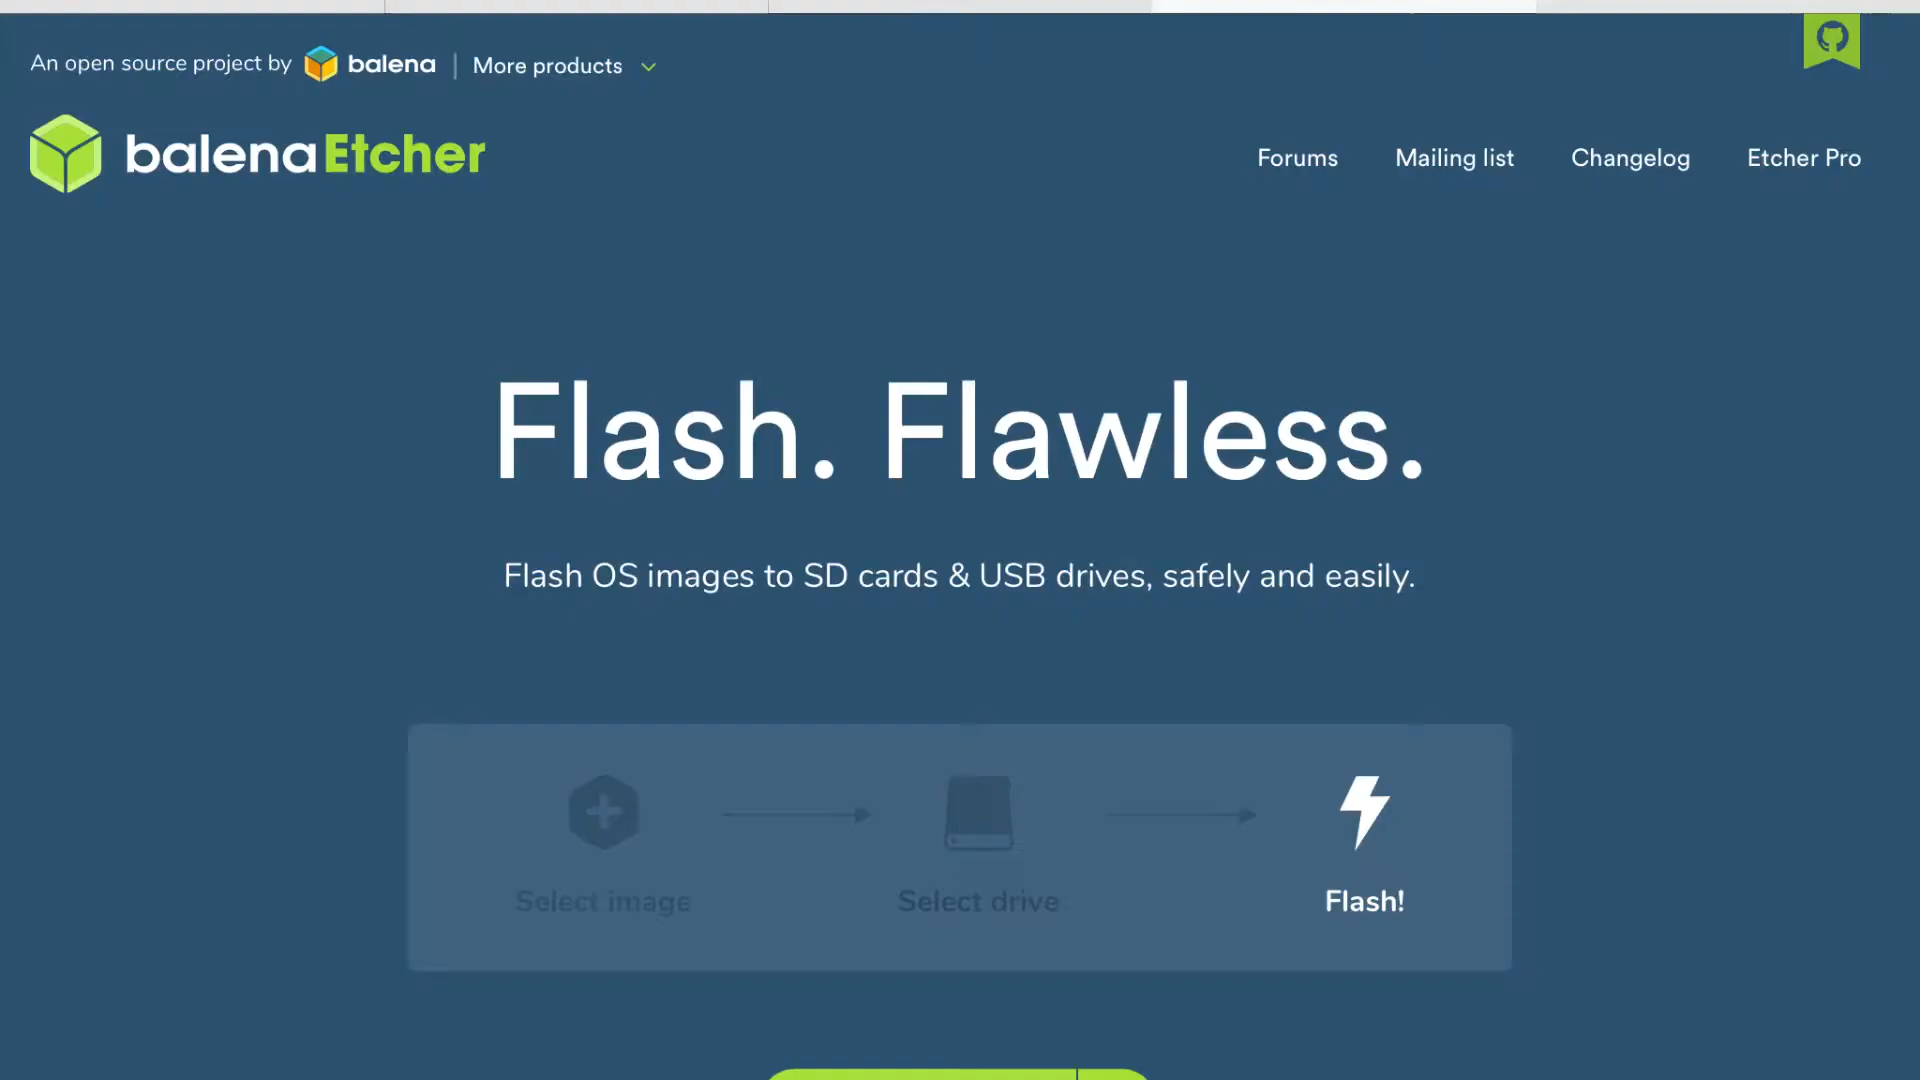 An open source project by balena | More products
balenaEtcher
Forums Mailing list Changelog Etcher Pro
Flash. Flawless.
Flash OS images to SD cards & USB drives, safely and easily.
Select image Select drive Flash!